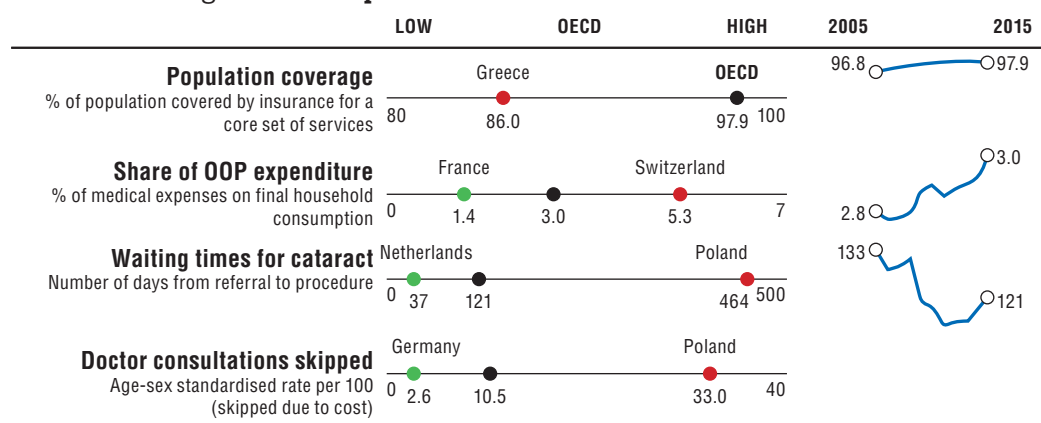 LOW OECD HIGH 2005 2015
Population coverage
% of population covered by insurance for a
core set of services
Greece OECD
80 86.0 97.9 100
96.8 97.9
Share of OOP expenditure
% of medical expenses on final household
consumption
France Switzerland
0 1.4 3.0 5.3 7
2.8 3.0
Waiting times for cataract
Number of days from referral to procedure
Netherlands Poland
0 37 121 464 500
133 121
Doctor consultations skipped
Age-sex standardised rate per 100
(skipped due to cost)
Germany Poland
0 2.6 10.5 33.0 40